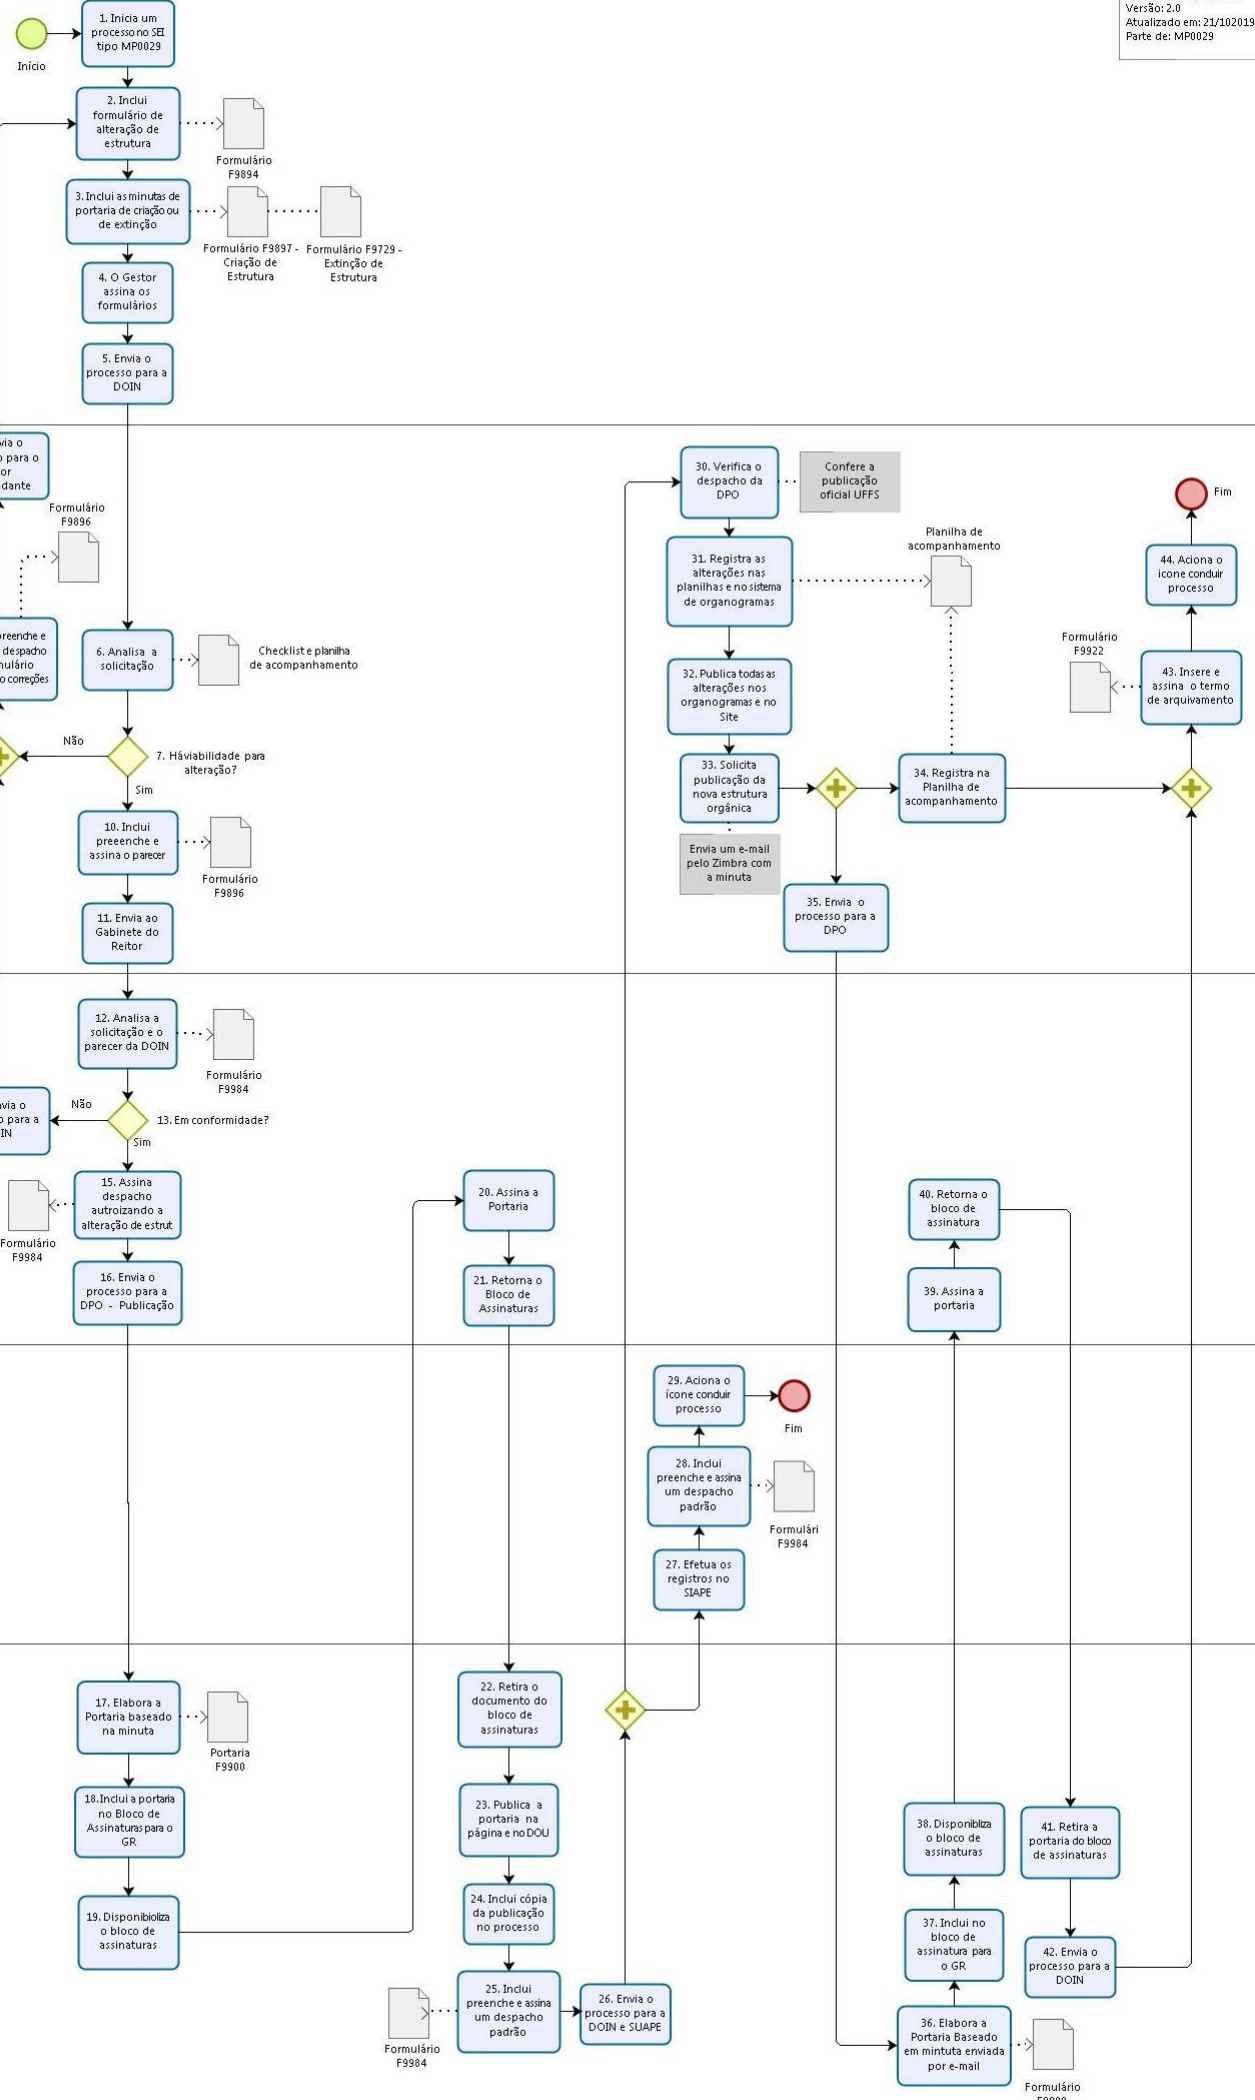 Versão: 2.0
Atualizado em: 21/102019
Parte de: MP0029
Início
1. Inicia um
processo no SEI
tipo MP0029
2. Inclui
formulário de
alteração de
estrutura
Formulário
F9894
3. Inclui as minutas de
portaria de criação ou
de extinção
Formulário F9897 -
Criação de
Estrutura
Formulário F9729 -
Extinção de
Estrutura
4. O Gestor
assina os
formulários
5. Envia o
processo para a
DOIN
via o
o para o
or
dante
Formulário
F9896
reenche e
despacho
mulário
o correções
6. Analisa a
solicitação
Checklist e planilha
de acompanhamento
Não
7. Há viabilidade para
alteração?
Sim
10. Inclui
preeenche e
assina o parecer
Formulário
F9896
11. Envia ao
Gabinete do
Reitor
30. Verifica o
despacho da
DPO
Confere a
publicação
oficial UFFS
31. Registra as
alterações nas
planilhas e no sistema
de organogramas
Planilha de
acompanhamento
32. Publica todas as
alterações nos
organogramas e no
Site
33. Solicita
publicação da
nova estrutura
orgânica
Envia um e-mail
pelo Zimbra com
a minuta
34. Registra na
Planilha de
acompanhamento
35. Envia o
processo para a
DPO
Fim
44. Aciona o
icone conduir
processo
Formulário
F9922
43. Insere e
assina o termo
de arquivamento
12. Analisa a
solicitação e o
parecer da DOIN
Formulário
F9984
via o
o para a
IN
Não
13. Em conformidade?
Sim
15. Assina
despacho
autroizando a
alteração de estrut
Formulário
F9984
16. Envia o
processo para a
DPO - Publicação
20. Assina a
Portaria
21. Retorna o
Bloco de
Assinaturas
40. Retorna o
bloco de
assinatura
39. Assina a
portaria
29. Aciona o
ícone conduir
processo
Fim
28. Inclui
preenche e assina
um despacho
padrão
Formulári
F9984
27. Efetua os
registros no
SIAPE
17. Elabora a
Portaria baseado
na minuta
Portaria
F9900
18.Inclui a portaria
no Bloco de
Assinaturas para o
GR
19. Disponibioliza
o bloco de
assinaturas
22. Retira o
documento do
bloco de
assinaturas
23. Publica a
portaria na
página e no DOU
24. Inclui cópia
da publicação
no processo
25. Inclui
preenche e assina
um despacho
padrão
Formulário
F9984
26. Envia o
processo para a
DOIN e SUAPE
38. Disponibliza
o bloco de
assinaturas
37. Inclui no
bloco de
assinatura para
o GR
36. Elabora a
Portaria Baseado
em mintuta enviada
por e-mail
Formulário
41. Retira a
portaria do bloco
de assinaturas
42. Envia o
processo para a
DOIN